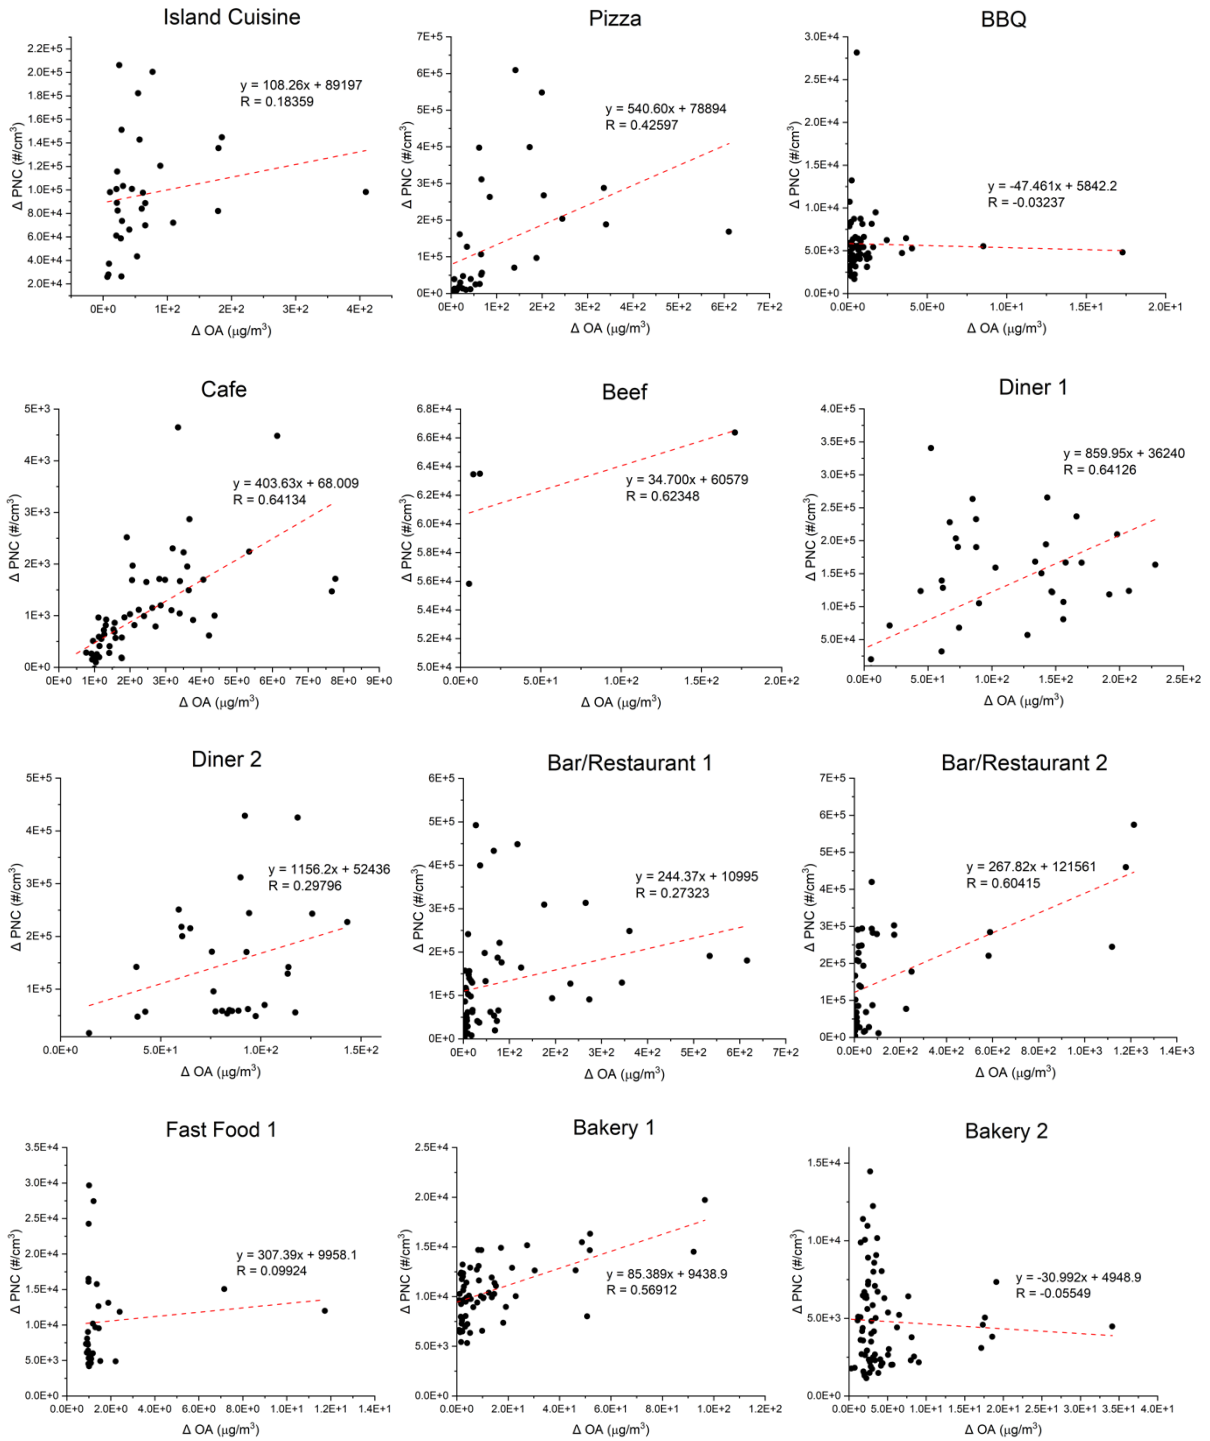 Island Cuisine
2.2E+5
2.0E+5
1.8E+5
1.6E+5
1.4E+5
1.2E+5
1.0E+5
8.0E+4
6.0E+4
4.0E+4
2.0E+4
Δ PNC (#/cm³)
y = 108.26x + 89197
R = 0.18359
0E+0
1E+2
2E+2
3E+2
4E+2
Δ OA (μg/m³)
Pizza
7E+5
6E+5
5E+5
4E+5
3E+5
2E+5
1E+5
0E+0
Δ PNC (#/cm³)
y = 540.60x + 78894
R = 0.42597
0E+0
1E+2
2E+2
3E+2
4E+2
5E+2
6E+2
7E+2
Δ OA (μg/m³)
BBQ
3.0E+4
2.5E+4
2.0E+4
1.5E+4
1.0E+4
5.0E+3
0.0E+0
Δ PNC (#/cm³)
y = -47.461x + 5842.2
R = -0.03237
0.0E+0
5.0E+0
1.0E+1
1.5E+1
2.0E+1
Δ OA (μg/m³)
Cafe
5E+3
4E+3
3E+3
2E+3
1E+3
0E+0
Δ PNC (#/cm³)
y = 403.63x + 68.009
R = 0.64134
0E+0
1E+0
2E+0
3E+0
4E+0
5E+0
6E+0
7E+0
8E+0
9E+0
Δ OA (μg/m³)
Beef
6.8E+4
6.6E+4
6.4E+4
6.2E+4
6.0E+4
5.8E+4
5.6E+4
5.4E+4
5.2E+4
5.0E+4
Δ PNC (#/cm³)
y = 34.700x + 60579
R = 0.62348
0.0E+0
5.0E+1
1.0E+2
1.5E+2
2.0E+2
Δ OA (μg/m³)
Diner 1
4.0E+5
3.5E+5
3.0E+5
2.5E+5
2.0E+5
1.5E+5
1.0E+5
5.0E+4
Δ PNC (#/cm³)
y = 859.95x + 36240
R = 0.64126
0.0E+0
5.0E+1
1.0E+2
1.5E+2
2.0E+2
2.5E+2
Δ OA (μg/m³)
Diner 2
5E+5
4E+5
3E+5
2E+5
1E+5
Δ PNC (#/cm³)
y = 1156.2x + 52436
R = 0.29796
0.0E+0
5.0E+1
1.0E+2
1.5E+2
Δ OA (μg/m³)
Bar/Restaurant 1
6E+5
5E+5
4E+5
3E+5
2E+5
1E+5
0E+0
Δ PNC (#/cm³)
y = 244.37x + 10995
R = 0.27323
0E+0
1E+2
2E+2
3E+2
4E+2
5E+2
6E+2
7E+2
Δ OA (μg/m³)
Bar/Restaurant 2
7E+5
6E+5
5E+5
4E+5
3E+5
2E+5
1E+5
0E+0
Δ PNC (#/cm³)
y = 267.82x + 121561
R = 0.60415
0.0E+0
2.0E+2
4.0E+2
6.0E+2
8.0E+2
1.0E+3
1.2E+3
1.4E+3
Δ OA (μg/m³)
Fast Food 1
3.5E+4
3.0E+4
2.5E+4
2.0E+4
1.5E+4
1.0E+4
5.0E+3
0.0E+0
Δ PNC (#/cm³)
y = 307.39x + 9958.1
R = 0.09924
0.0E+0
2.0E+0
4.0E+0
6.0E+0
8.0E+0
1.0E+1
1.2E+1
1.4E+1
Δ OA (μg/m³)
Bakery 1
2.5E+4
2.0E+4
1.5E+4
1.0E+4
5.0E+3
0.0E+0
Δ PNC (#/cm³)
y = 85.389x + 9438.9
R = 0.56912
0.0E+0
2.0E+1
4.0E+1
6.0E+1
8.0E+1
1.0E+2
1.2E+2
Δ OA (μg/m³)
Bakery 2
1.5E+4
1.0E+4
5.0E+3
0.0E+0
Δ PNC (#/cm³)
y = -30.992x + 4948.9
R = -0.05549
0.0E+0
5.0E+0
1.0E+1
1.5E+1
2.0E+1
2.5E+1
3.0E+1
3.5E+1
4.0E+1
Δ OA (μg/m³)